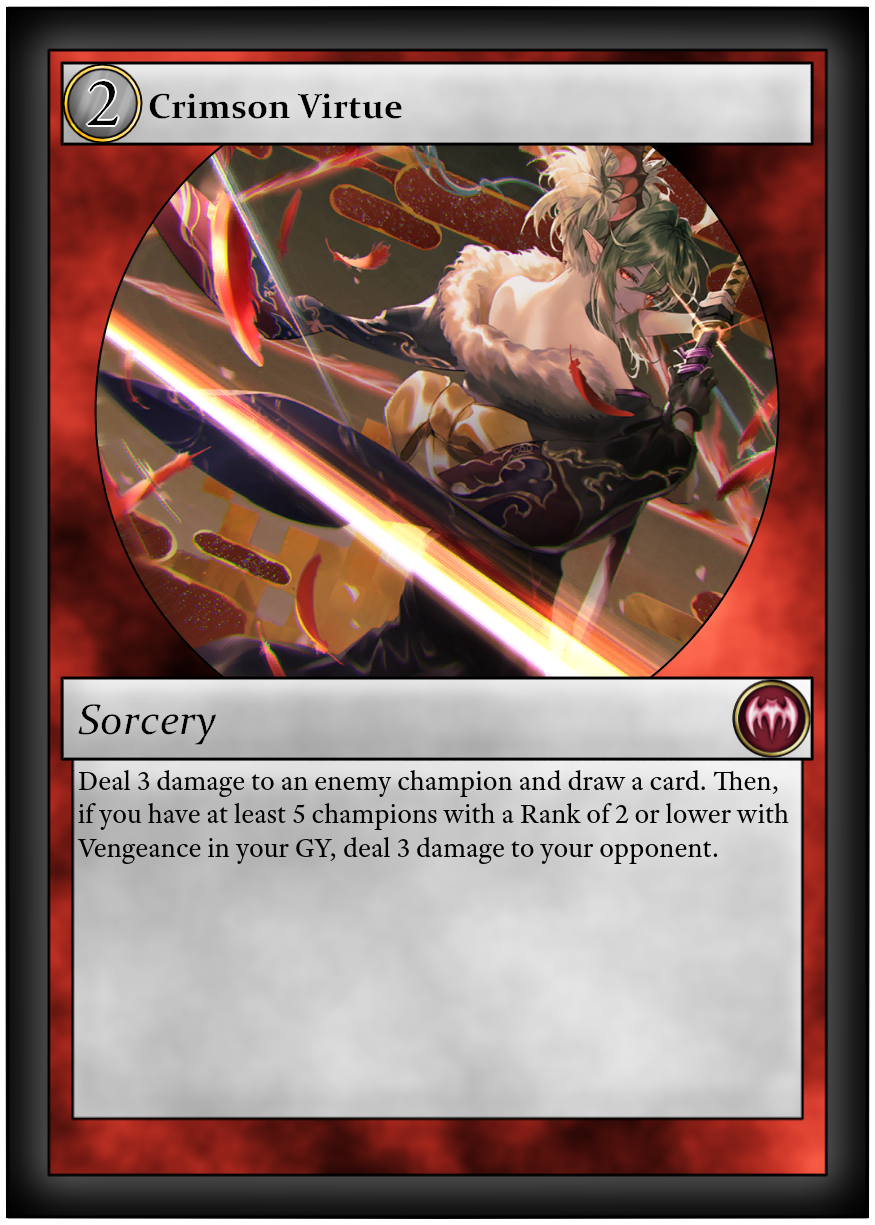 2
Crimson Virtue
Sorcery
Deal 3 damage to an enemy champion and draw a card. Then,
if you have at least 5 champions with a Rank of 2 or lower with
Vengeance in your GY, deal 3 damage to your opponent.